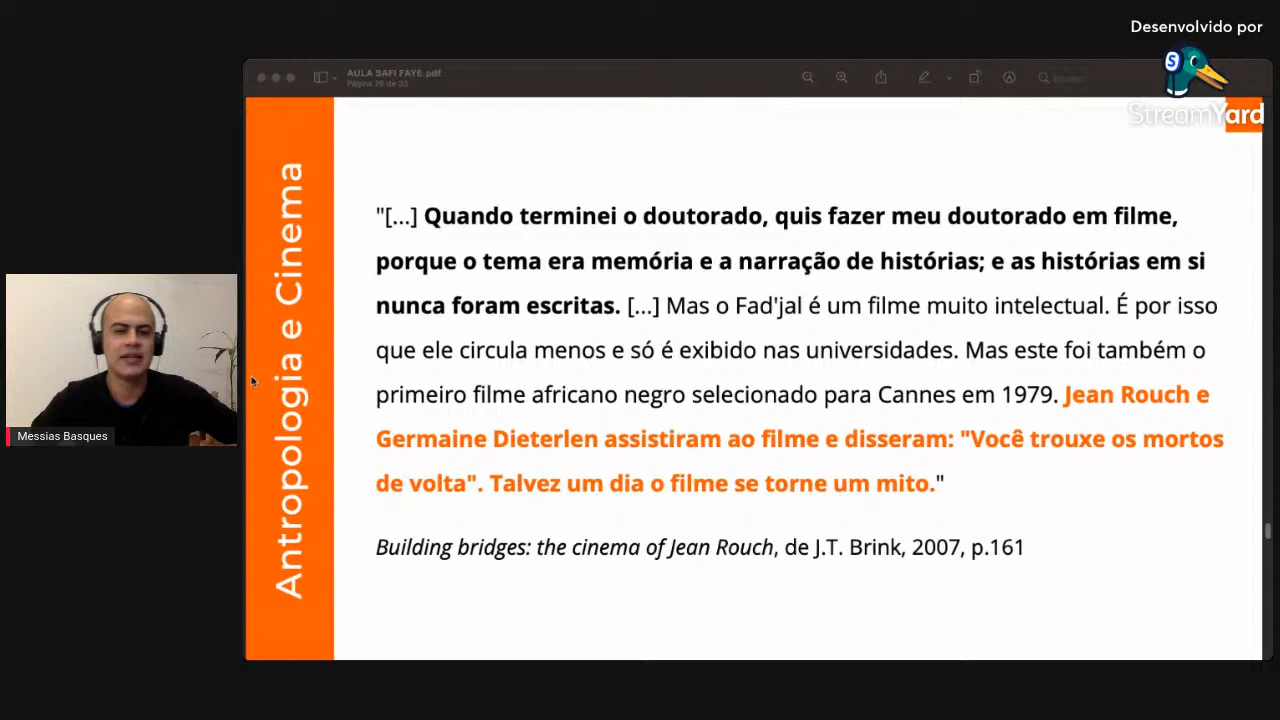 Desenvolvido por
StreamYard
AULA SAFI FAYE.pdf
Página 26 de 33
Antropologia e Cinema
"[...] Quando terminei o doutorado, quis fazer meu doutorado em filme,
porque o tema era memória e a narração de histórias; e as histórias em si
nunca foram escritas. [...] Mas o Fad'jal é um filme muito intelectual. É por isso
que ele circula menos e só é exibido nas universidades. Mas este foi também o
primeiro filme africano negro selecionado para Cannes em 1979. Jean Rouch e
Germaine Dieterlen assistiram ao filme e disseram: "Você trouxe os mortos
de volta". Talvez um dia o filme se torne um mito."
Building bridges: the cinema of Jean Rouch, de J.T. Brink, 2007, p.161
Messias Basques